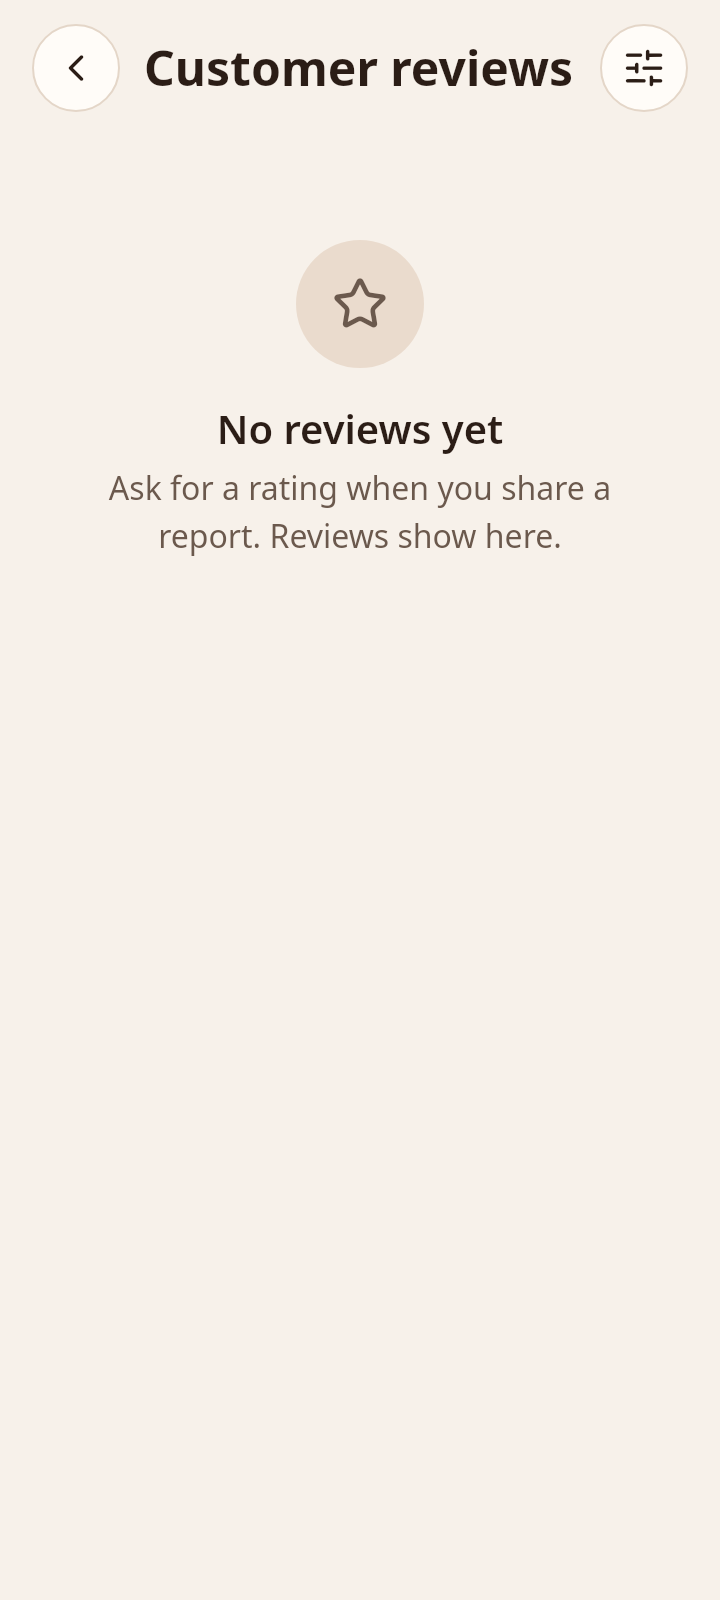 Customer reviews
No reviews yet
Ask for a rating when you share a
report. Reviews show here.